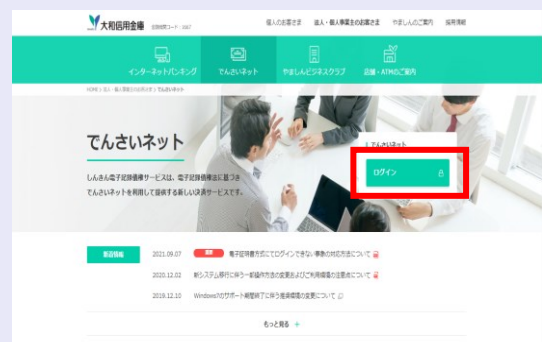 大和信用金庫
個人のお客さま 法人・個人事業主のお客さま やましんのご案内 採用情報
インターネットバンキング でんさいネット やましんビジネスクラブ 店舗・ATMのご案内
でんさいネット
しんきん電子記録債権サービスは、電子記録債権法に基づき
でんさいネットを利用して提供する新しい決済サービスです。
でんさいネット
ログイン
最新情報
2021.09.07 電子証明書方式にてログインできない事象の対応方法について
2020.12.02 新システム移行に伴う一部操作方法の変更およびご利用環境の注意点について
2019.12.10 Windows7のサポート期間終了に伴う推奨環境の変更について
もっと見る +